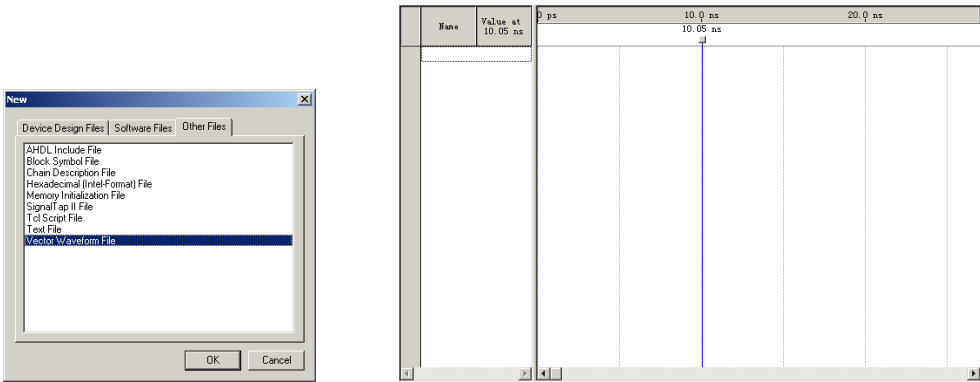 New
Device Design Files
Software Files
Other Files
AHDL Include File
Block Symbol File
Chain Description File
Hexadecimal (Intel-Format) File
Memory Initialization File
SignalTap II File
Tcl Script File
Text File
Vector Waveform File
OK
Cancel
Name
Value at
10.05 ns
0 ps
10.0 ns
20.0 ns
10.05 ns